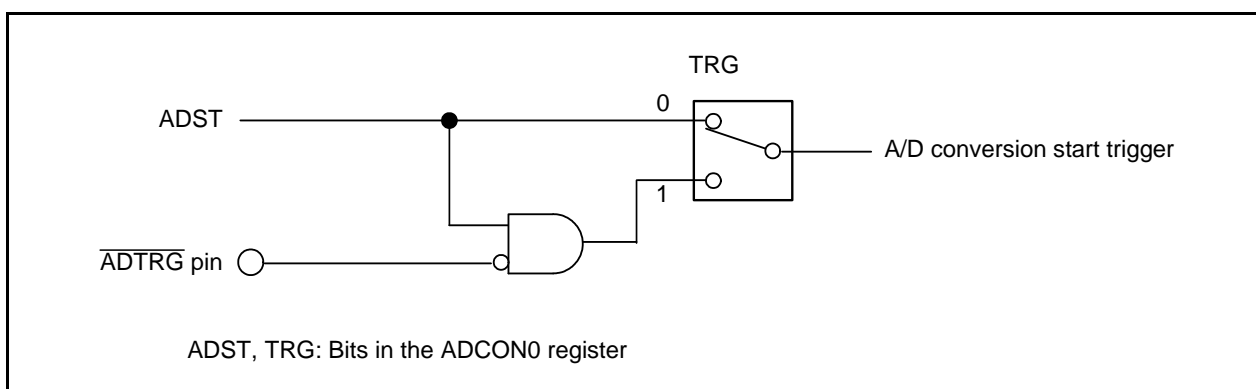 TRG
0
ADST
A/D conversion start trigger
1
ADTRG pin
ADST, TRG: Bits in the ADCON0 register